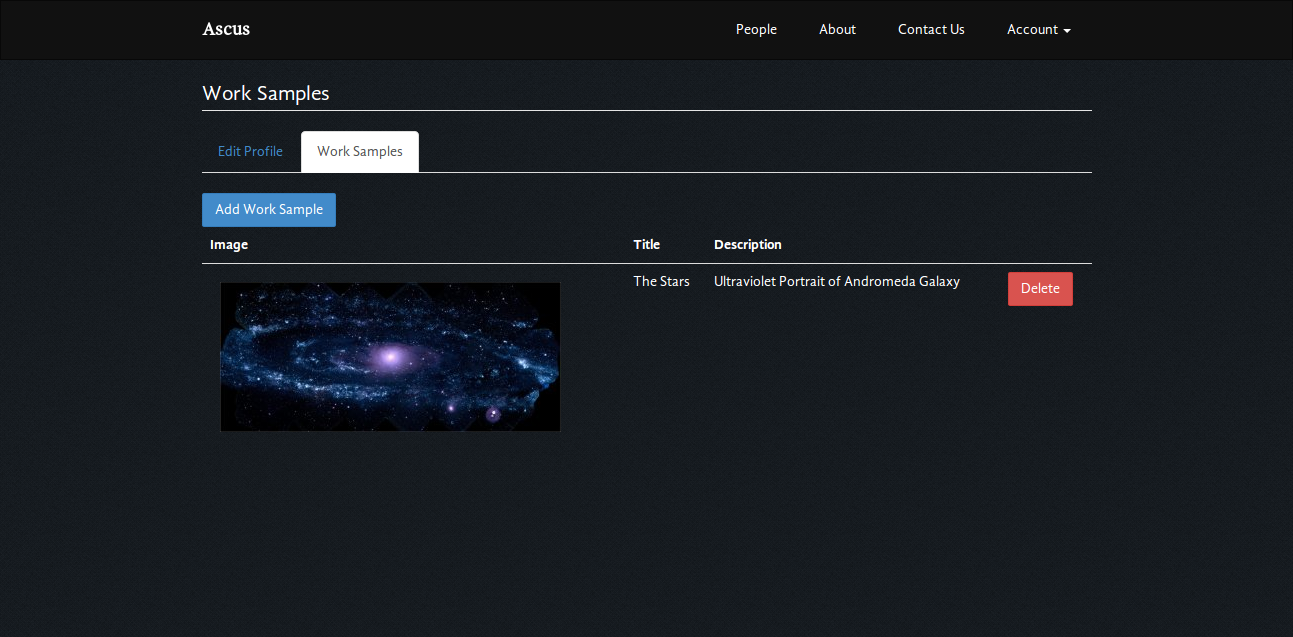 Ascus People About Contact Us Account
Work Samples
Edit Profile Work Samples
Add Work Sample
Image Title Description
The Stars Ultraviolet Portrait of Andromeda Galaxy Delete